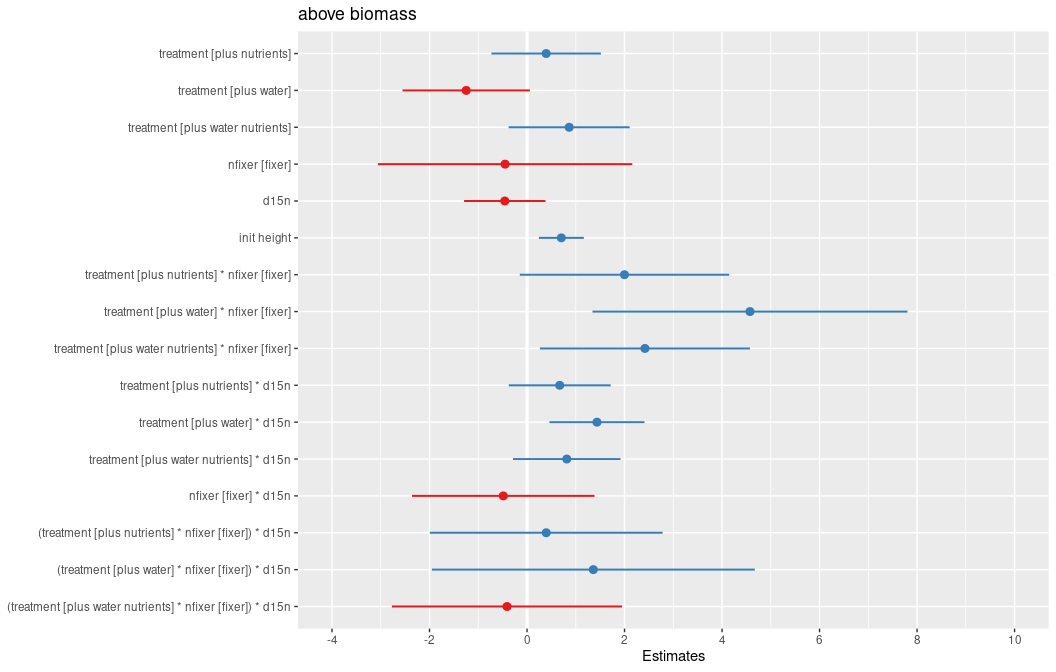 above biomass
treatment [plus nutrients]
treatment [plus water]
treatment [plus water nutrients]
nfixer [fixer]
d15n
init height
treatment [plus nutrients] * nfixer [fixer]
treatment [plus water] * nfixer [fixer]
treatment [plus water nutrients] * nfixer [fixer]
treatment [plus nutrients] * d15n
treatment [plus water] * d15n
treatment [plus water nutrients] * d15n
nfixer [fixer] * d15n
(treatment [plus nutrients] * nfixer [fixer]) * d15n
(treatment [plus water] * nfixer [fixer]) * d15n
(treatment [plus water nutrients] * nfixer [fixer]) * d15n
-4 -2 0 2 4 6 8 10
Estimates